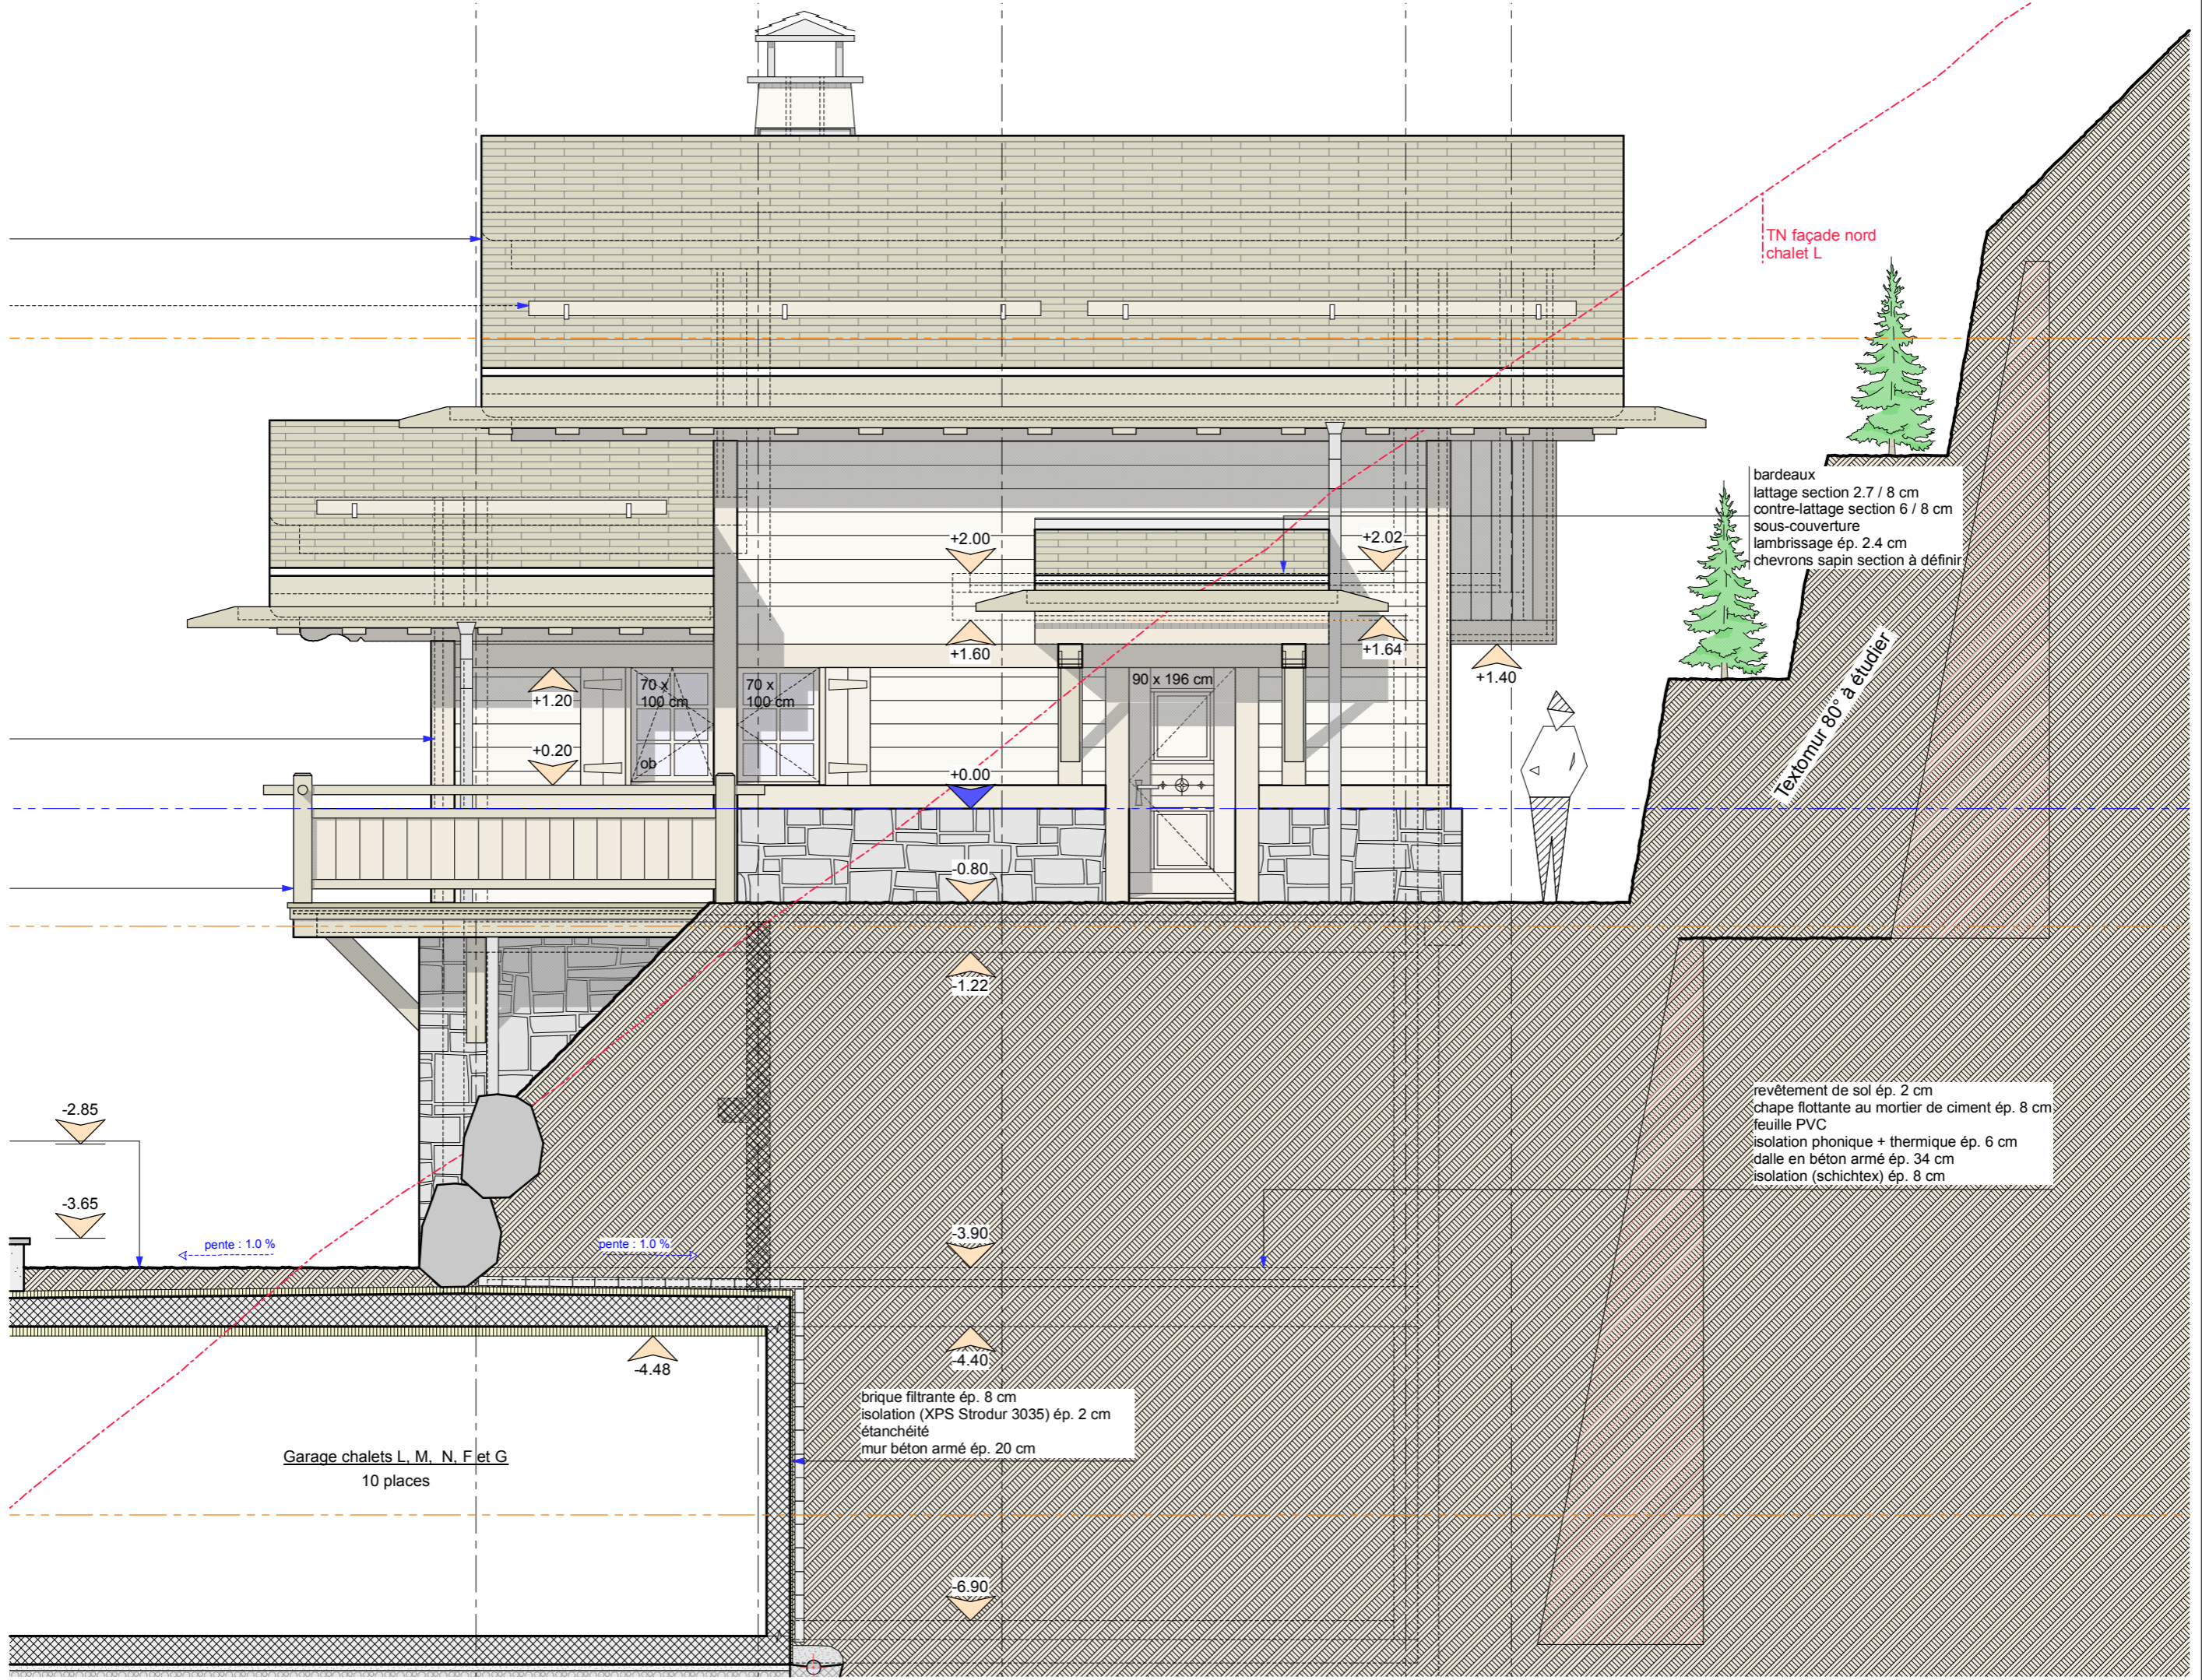 TN façade nord
chalet L
bardeaux
lattage section 2.7 / 8 cm
contre-lattage section 6 / 8 cm
sous-couverture
lambrissage ép. 2.4 cm
chevrons sapin section à définir
+2.00
+2.02
+1.60
+1.64
+1.40
70 x
100 cm
70 x
100 cm
90 x 196 cm
+1.20
+0.20
ob
+0.00
Textomur 80° à étudier
-0.80
-1.22
revêtement de sol ép. 2 cm
chape flottante au mortier de ciment ép. 8 cm
feuille PVC
isolation phonique + thermique ép. 6 cm
dalle en béton armé ép. 34 cm
isolation (schichtex) ép. 8 cm
-2.85
-3.65
pente : 1.0 %
pente : 1.0 %
-3.90
-4.48
-4.40
brique filtrante ép. 8 cm
isolation (XPS Strodur 3035) ép. 2 cm
étanchéité
mur béton armé ép. 20 cm
Garage chalets L, M, N, F et G
10 places
-6.90